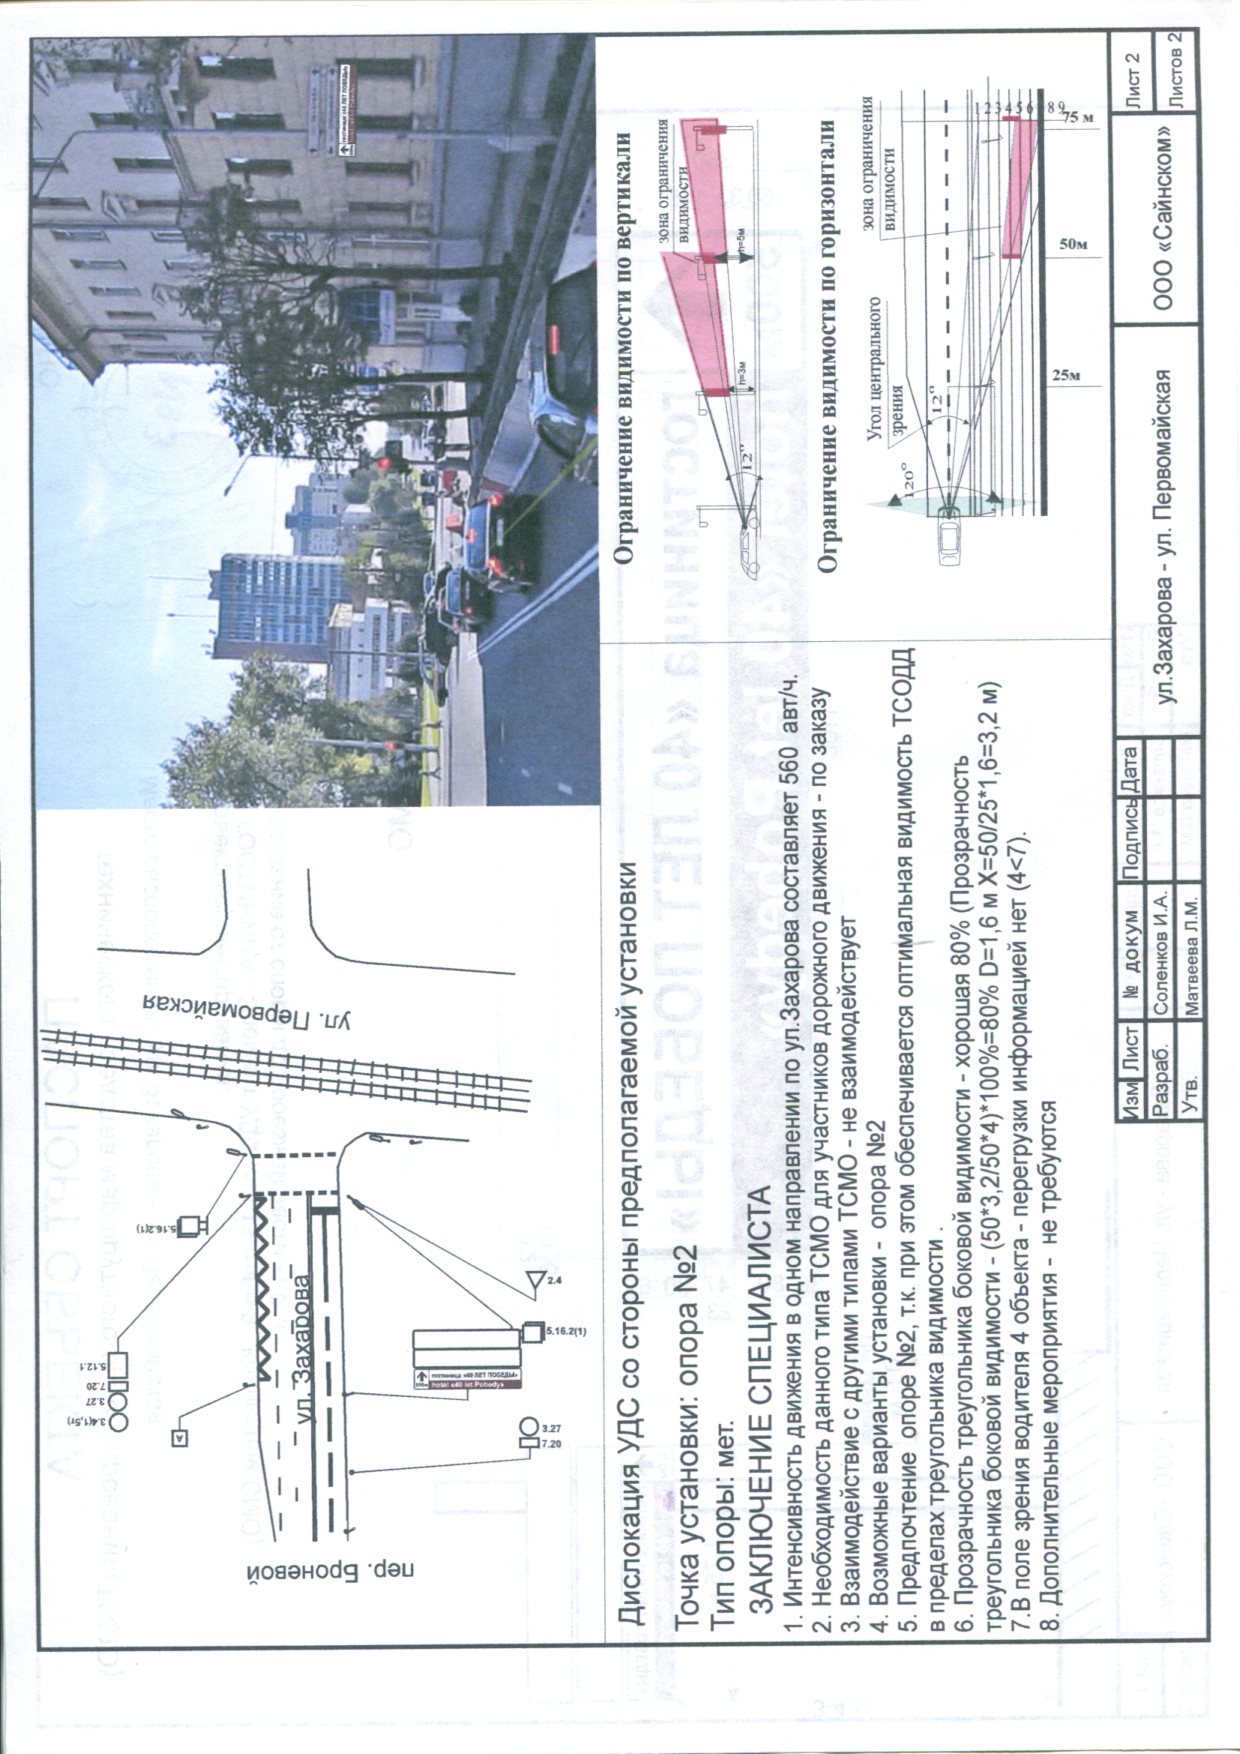 ул. Первомайская
ул. Захарова
пер. Броневой
5.16.2(1)
5.12.1
7.20
3.27
3.4(1,5т)
гостиница «40 ЛЕТ ПОБЕДЫ»
hotel «40 let Pobedy»
5.16.2(1)
2.4
3.27
7.20
Ограничение видимости по вертикали
зона ограничения
видимости
h=5м
h=3м
12°
Ограничение видимости по горизонтали
зона ограничения
видимости
Угол центрального
зрения
120°
12°
1 2 3 4 5 6 8 9
75 м
50м
25м
Дислокация УДС со стороны предполагаемой установки
Точка установки: опора №2
Тип опоры: мет.
ЗАКЛЮЧЕНИЕ СПЕЦИАЛИСТА
1. Интенсивность движения в одном направлении по ул.Захарова составляет 560 авт/ч.
2. Необходимость данного типа ТСМО для участников дорожного движения - по заказу
3. Взаимодействие с другими типами ТСМО - не взаимодействует
4. Возможные варианты установки - опора №2
5. Предпочтение опоре №2, т.к. при этом обеспечивается оптимальная видимость ТСОДД
в пределах треугольника видимости .
6. Прозрачность треугольника боковой видимости - хорошая 80% (Прозрачность
треугольника боковой видимости - (50*3,2/50*4)*100%=80% D=1,6 м X=50/25*1,6=3,2 м)
7.В поле зрения водителя 4 объекта - перегрузки информацией нет (4<7).
8. Дополнительные мероприятия - не требуются
Изм Лист № докум Подпись Дата
Разраб. Соленков И.А.
Утв. Матвеева Л.М.
ул.Захарова - ул. Первомайская
ООО «Сайнском»
Лист 2
Листов 2